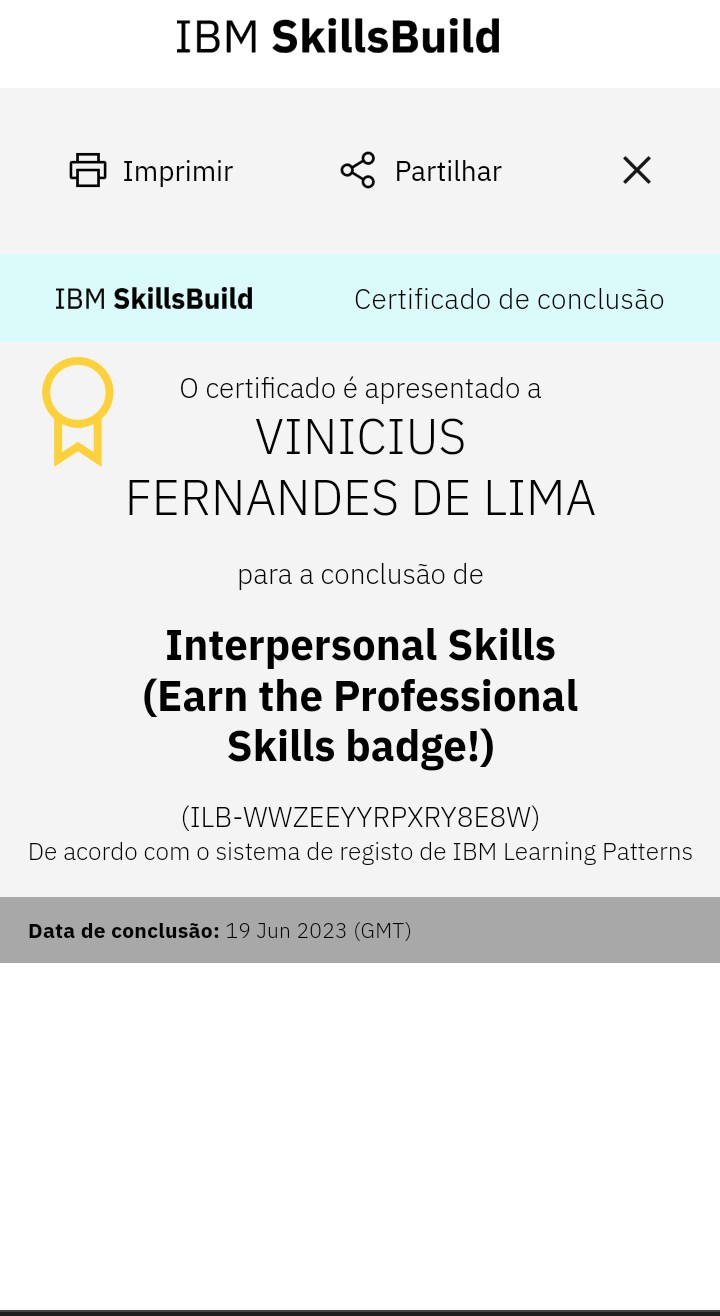 IBM SkillsBuild
Imprimir
Partilhar
IBM SkillsBuild
Certificado de conclusão
O certificado é apresentado a
VINICIUS
FERNANDES DE LIMA
para a conclusão de
Interpersonal Skills
(Earn the Professional
Skills badge!)
(ILB-WWZEEYYRPXRY8E8W)
De acordo com o sistema de registo de IBM Learning Patterns
Data de conclusão: 19 Jun 2023 (GMT)